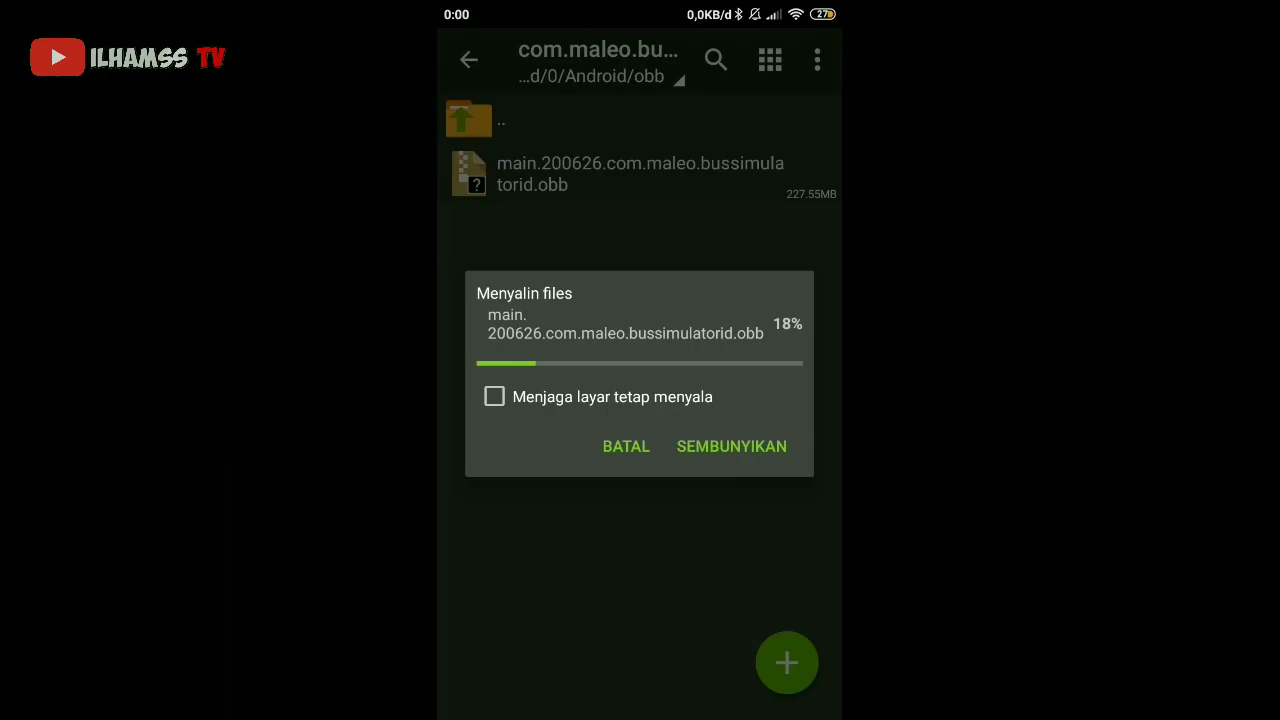 ILHAMSS TV
0:00
0,0KB/d
27
com.maleo.bu...
...d/0/Android/obb
..
main.200626.com.maleo.bussimula
torid.obb
227.55MB
Menyalin files
main.
200626.com.maleo.bussimulatorid.obb
18%
Menjaga layar tetap menyala
BATAL SEMBUNYIKAN